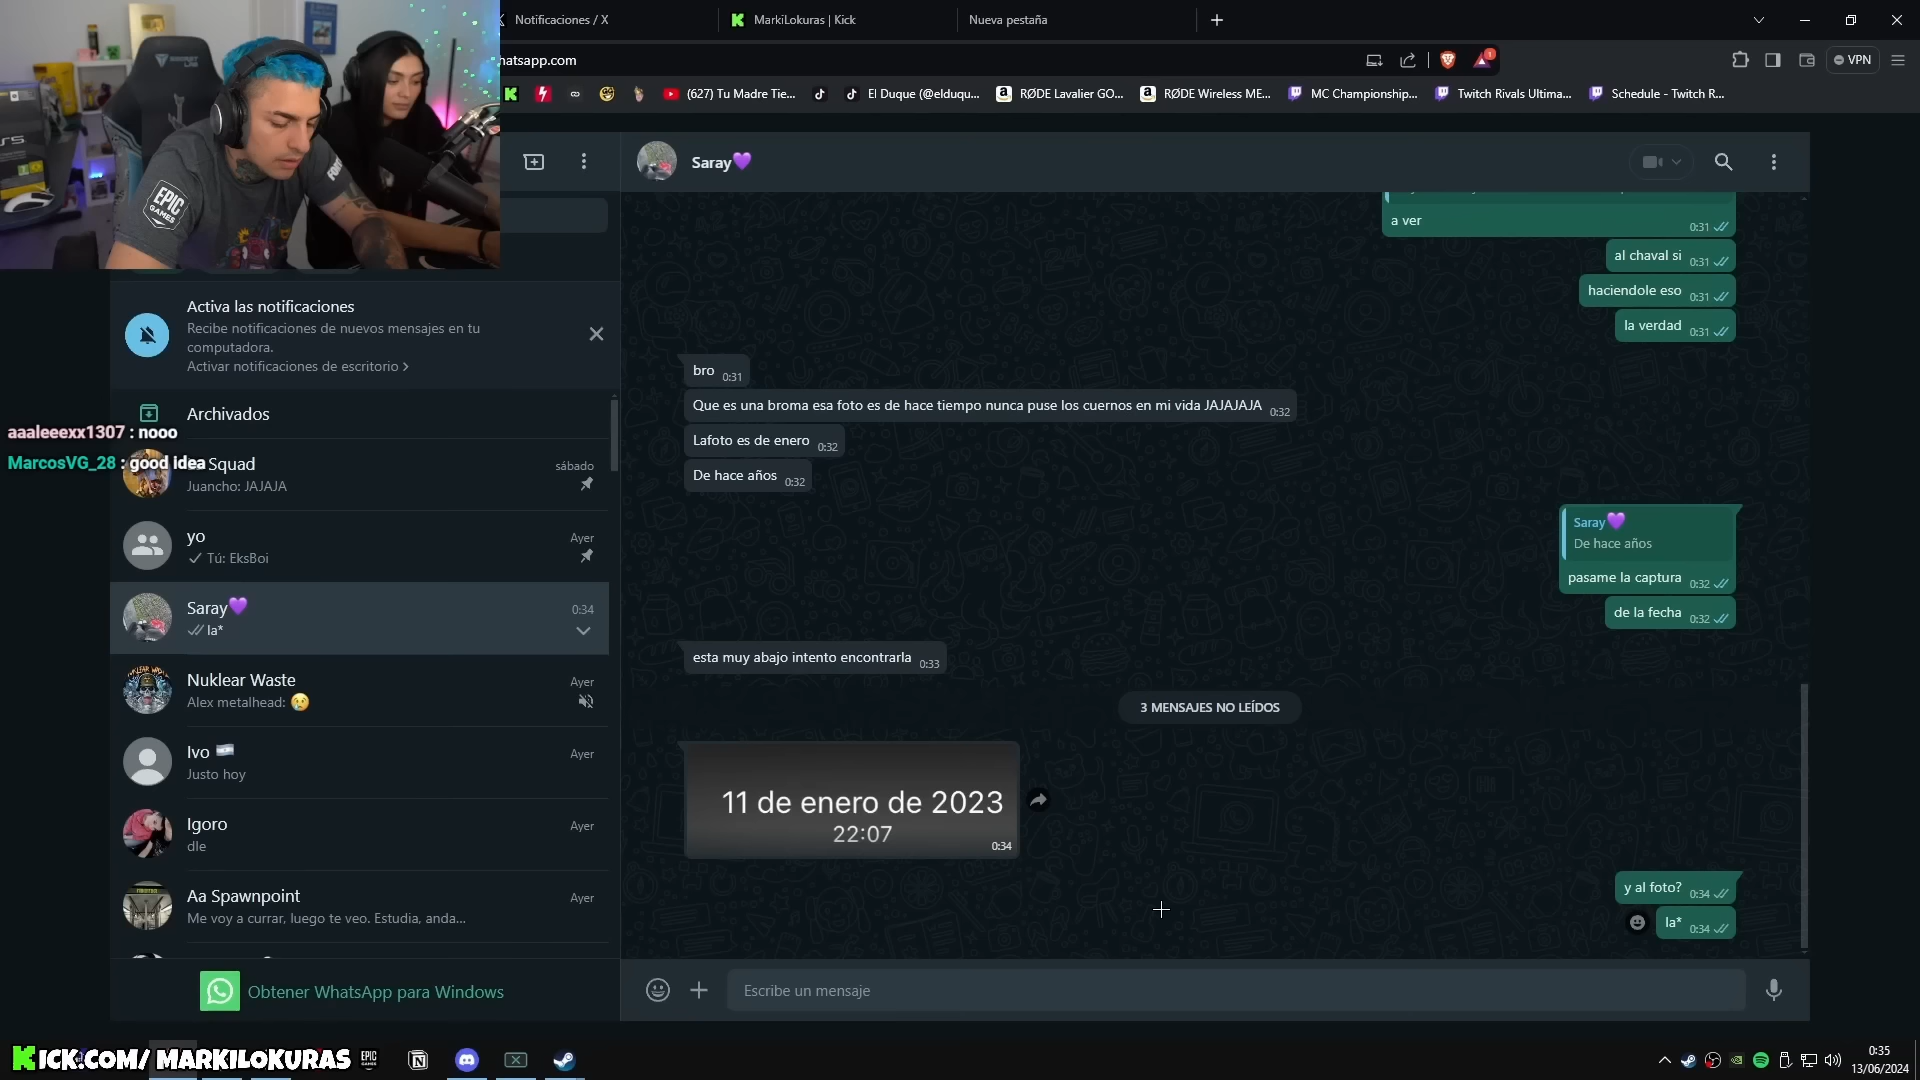 Notificaciones / X
MarkiLokuras | Kick
Nueva pestaña
hatsapp.com
1
VPN
(627) Tu Madre Tie...
El Duque (@elduqu...
RØDE Lavalier GO...
RØDE Wireless ME...
MC Championship...
Twitch Rivals Ultima...
Schedule - Twitch R...
EPIC
GAMES
Saray💜
a ver
0:31
al chaval si
0:31
haciendole eso
0:31
la verdad
0:31
bro
0:31
Que es una broma esa foto es de hace tiempo nunca puse los cuernos en mi vida JAJAJAJA
0:32
Lafoto es de enero
0:32
De hace años
0:32
Saray💜
De hace años
pasame la captura
0:32
de la fecha
0:32
esta muy abajo intento encontrarla
0:33
3 MENSAJES NO LEÍDOS
11 de enero de 2023
22:07
0:34
y al foto?
0:34
la*
0:34
Escribe un mensaje
Activa las notificaciones
Recibe notificaciones de nuevos mensajes en tu
computadora.
Activar notificaciones de escritorio >
Archivados
aaaleeexx1307 : nooo
MarcosVG_28 : good idea
Squad
sábado
Juancho: JAJAJA
yo
Ayer
Tú: EksBoi
Saray💜
0:34
la*
Nuklear Waste
Ayer
Alex metalhead: 😢
Ivo 🇦🇷
Ayer
Justo hoy
Igoro
Ayer
dle
Aa Spawnpoint
Ayer
Me voy a currar, luego te veo. Estudia, anda...
Obtener WhatsApp para Windows
KICK.COM/ MARKILOKURAS
EPIC
GAMES
0:35
13/06/2024